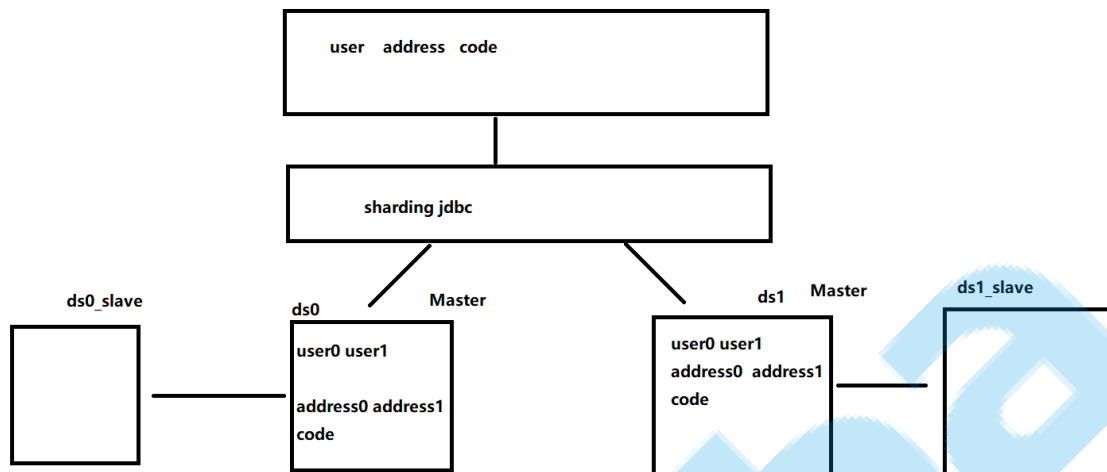 user address code
sharding jdbc
ds0_slave
ds0
Master
user0 user1
address0 address1
code
ds1
Master
user0 user1
address0 address1
code
ds1_slave